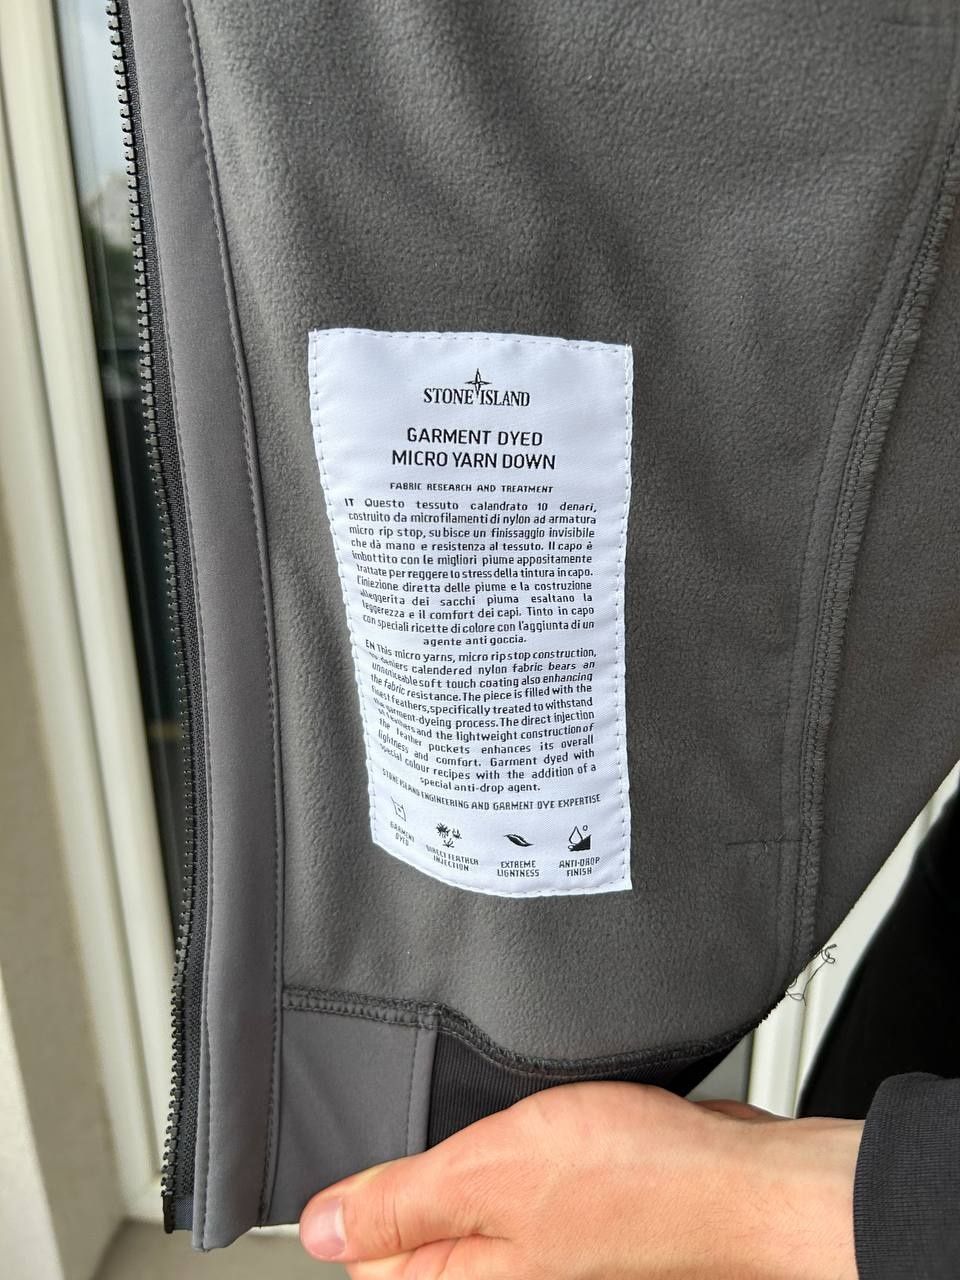 STONE ISLAND
GARMENT DYED
MICRO YARN DOWN
FABRIC RESEARCH AND TREATMENT
IT Questo tessuto calandrato 10 denari,
costruito da microfilamenti di nylon ad armatura
micro rip stop, subisce un finissaggio invisibile
che dà mano e resistenza al tessuto. Il capo è
imbottito con le migliori piume appositamente
trattate per reggere lo stress della tintura in capo.
l'iniezione diretta delle piume e la costruzione
alleggerita dei sacchi piuma esaltano la
leggerezza e il comfort dei capi. Tinto in capo
con speciali ricette di colore con l'aggiunta di un
agente anti goccia.
EN This micro yarns, micro rip stop construction,
deniers calendered nylon fabric bears an
unnoticeable soft touch coating also enhancing
the fabric resistance. The piece is filled with the
finest feathers, specifically treated to withstand
the garment-dyeing process. The direct injection
of feathers and the lightweight construction of
the feather pockets enhances its overall
lightness and comfort. Garment dyed with
special colour recipes with the addition of a
special anti-drop agent.
STONE ISLAND ENGINEERING AND GARMENT DYE EXPERTISE
GARMENT
DYED
DIRECT FEATHER
INJECTION
EXTREME
LIGHTNESS
ANTI-DROP
FINISH